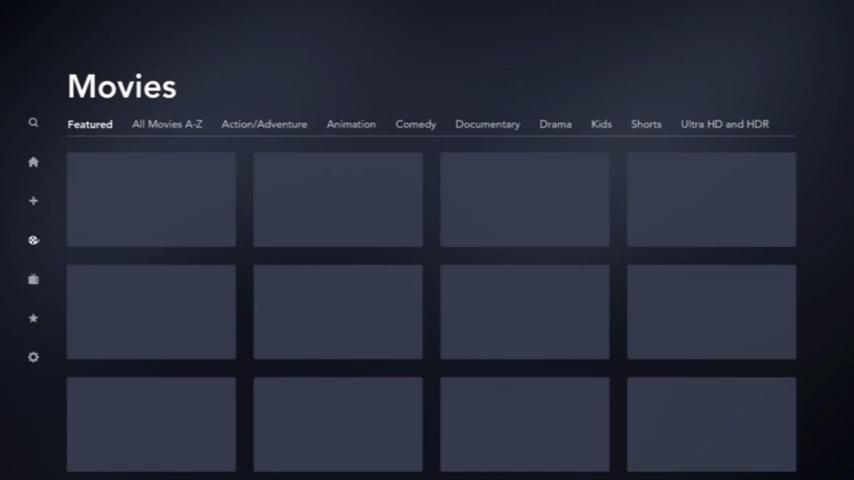 Movies
Featured All Movies A-Z Action/Adventure Animation Comedy Documentary Drama Kids Shorts Ultra HD and HDR